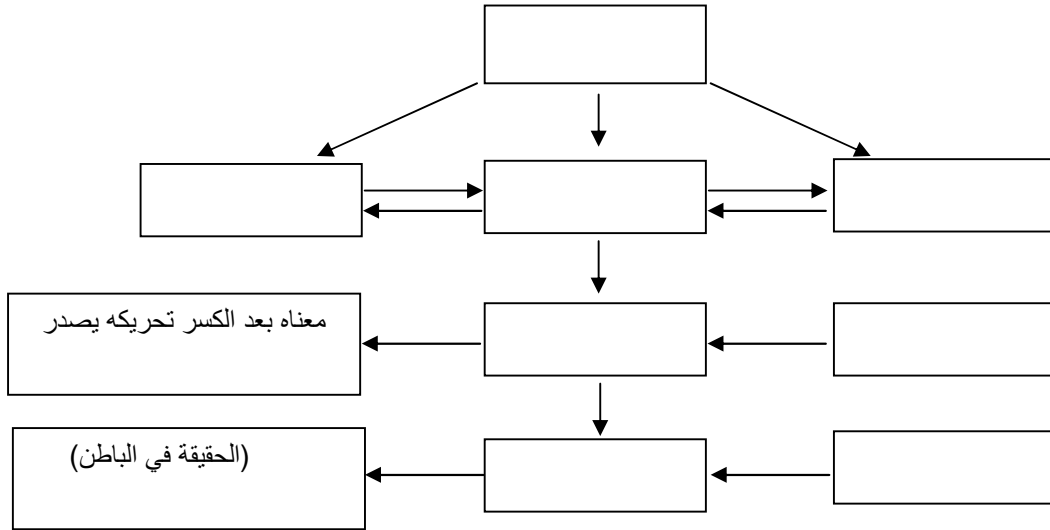 معناه بعد الكسر تحريكه يصدر
(الحقيقة في الباطن)